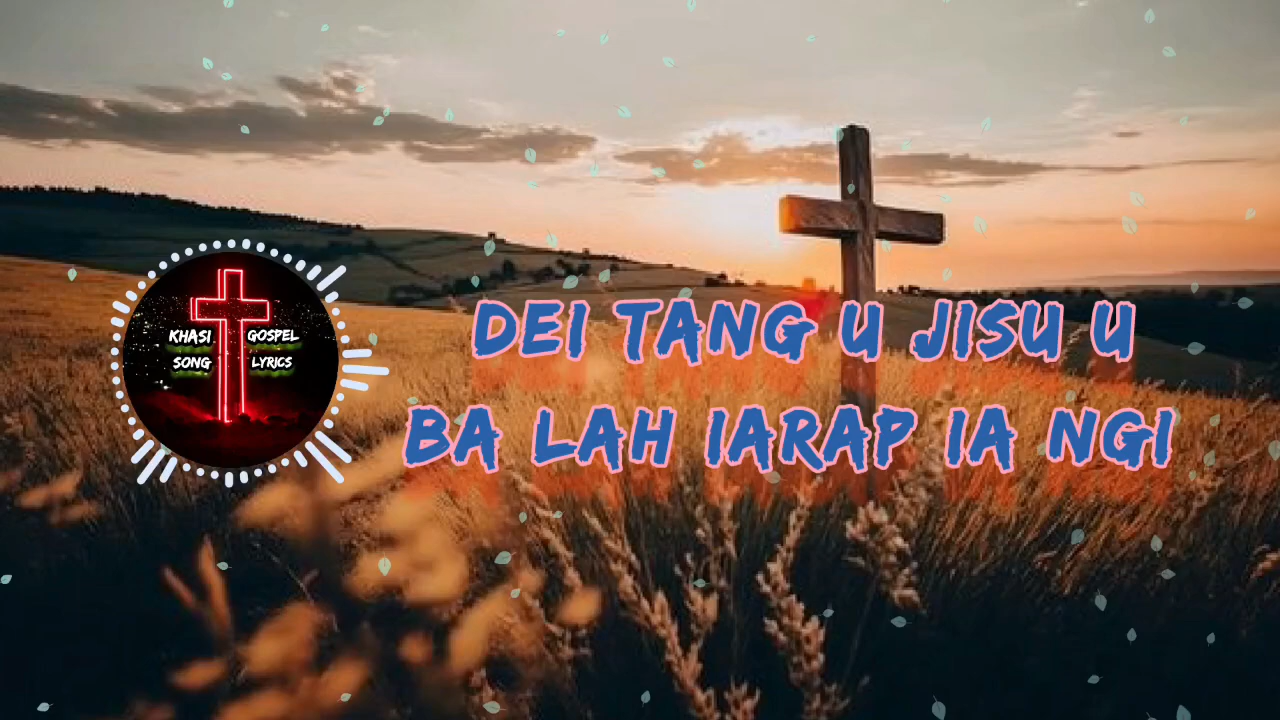 KHASI GOSPEL
SONG LYRICS
DEI TANG U JISU U
BA LAH IARAP IA NGI